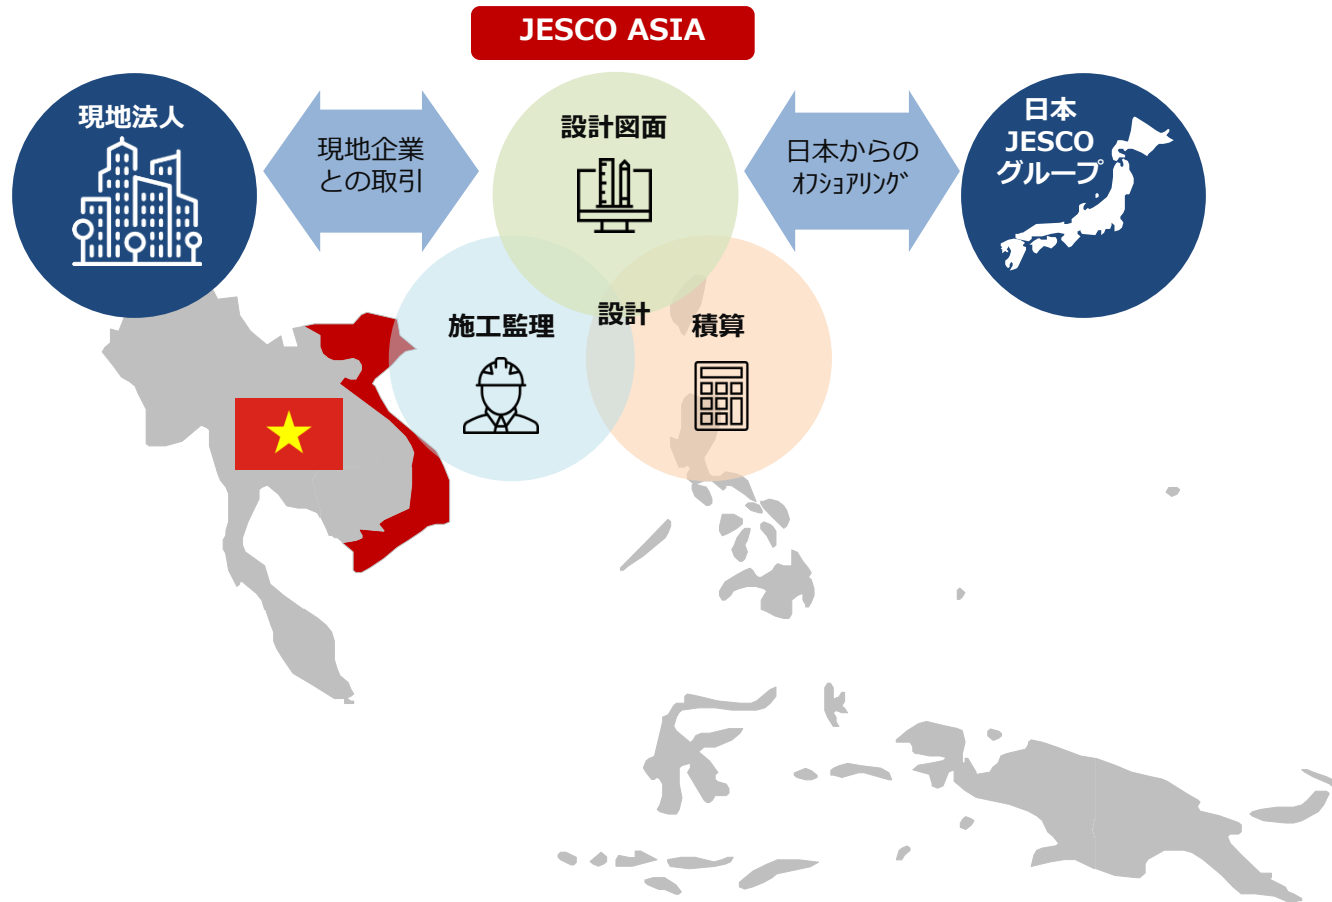 JESCO ASIA
現地法人
現地企業
との取引
設計図面
日本からの
ｵﾌｼｮｱﾘﾝｸﾞ
日本
JESCO
グループ
施工監理
設計
積算